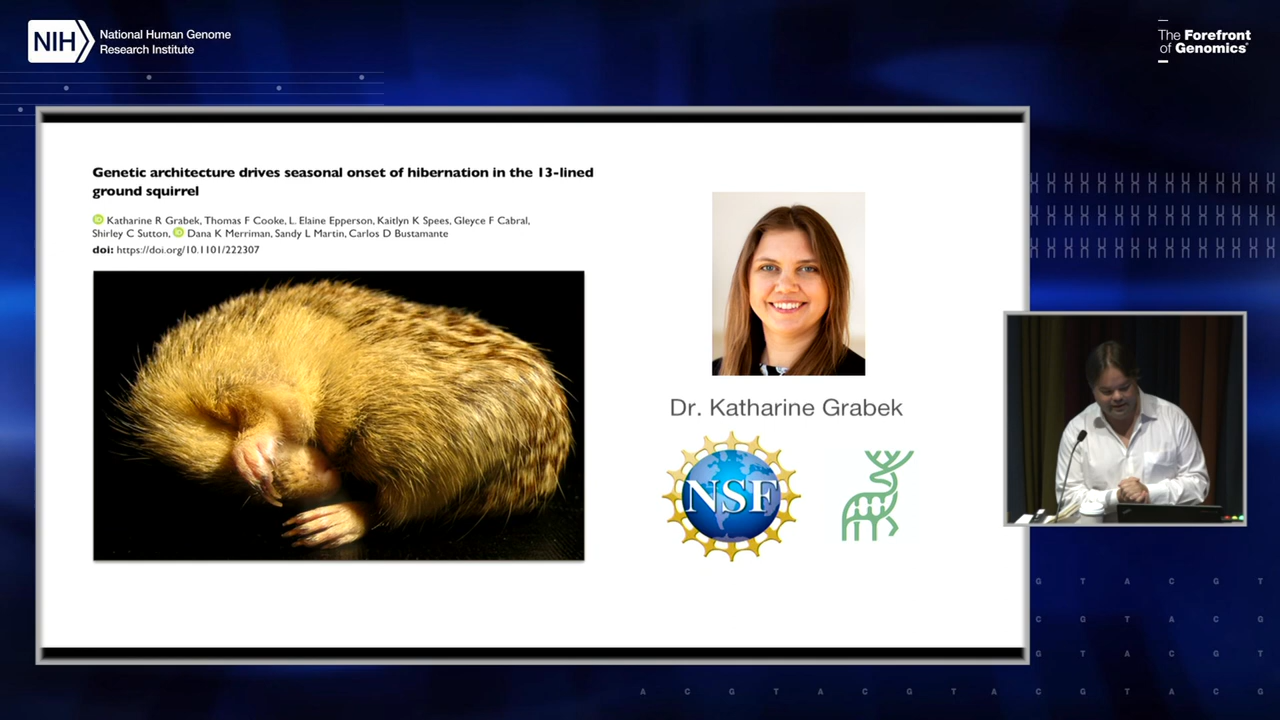 NIH
National Human Genome
Research Institute
The Forefront
of Genomics®
Genetic architecture drives seasonal onset of hibernation in the 13-lined
ground squirrel
iD Katharine R Grabek, Thomas F Cooke, L. Elaine Epperson, Kaitlyn K Spees, Gleyce F Cabral,
Shirley C Sutton, iD Dana K Merriman, Sandy L Martin, Carlos D Bustamante
doi: https://doi.org/10.1101/222307
Dr. Katharine Grabek
NSF
G T A C G T
C G T A C G
G T A C G T
A C G T A C G T A C G T A C G